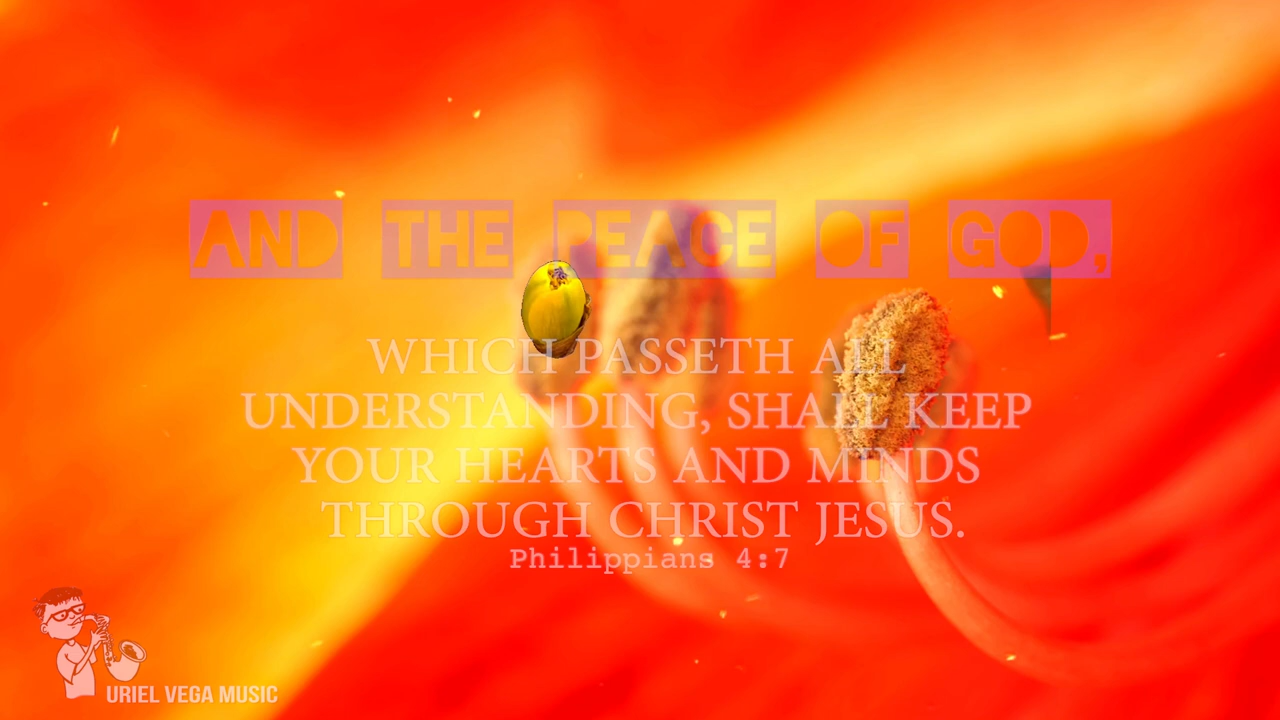 AND THE PEACE OF GOD,
WHICH PASSETH ALL
UNDERSTANDING, SHALL KEEP
YOUR HEARTS AND MINDS
THROUGH CHRIST JESUS.
Philippians 4:7
URIEL VEGA MUSIC